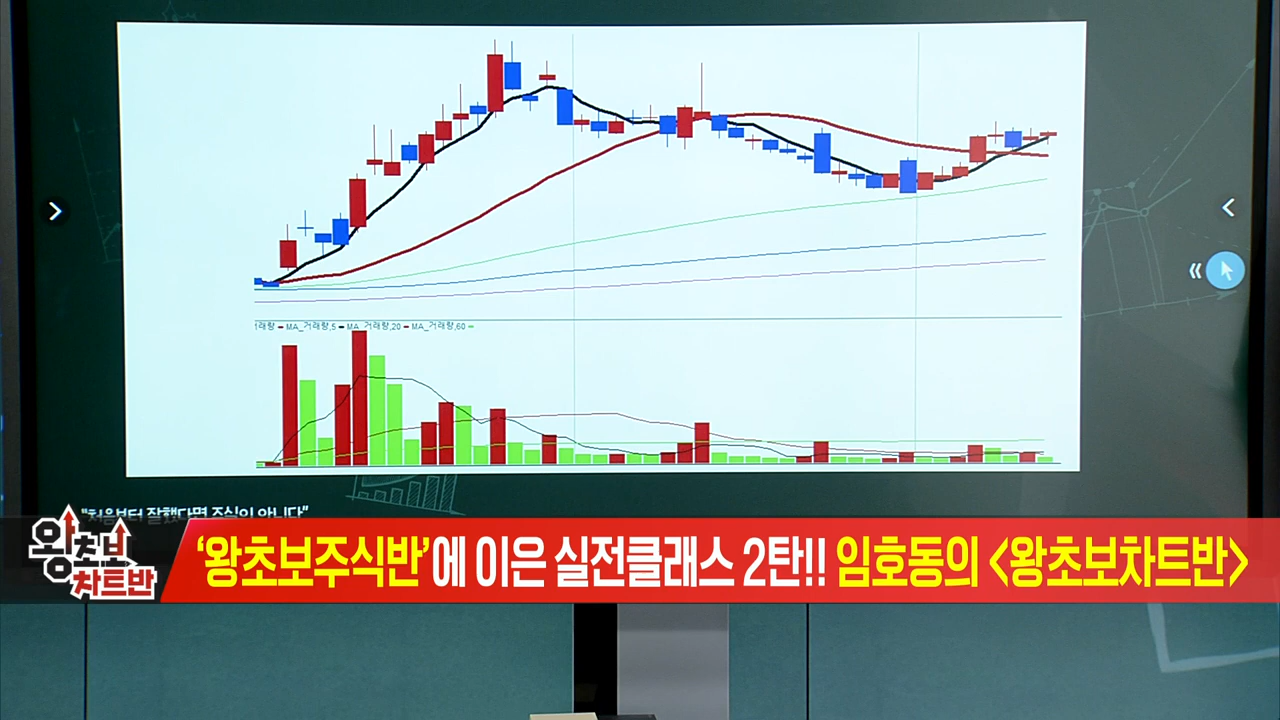 MA_거래량,5 MA_거래량,20 MA_거래량,60
"처음부터 잘했다면 주식이 아니다"
왕초보
차트반
‘왕초보주식반’에 이은 실전클래스 2탄!! 임호동의 <왕초보차트반>